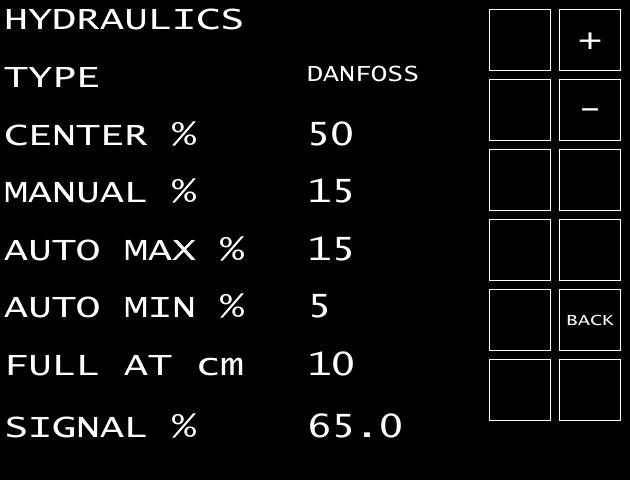 HYDRAULICS
+
TYPE DANFOSS
-
CENTER % 50
MANUAL % 15
AUTO MAX % 15
AUTO MIN % 5
BACK
FULL AT cm 10
SIGNAL % 65.0